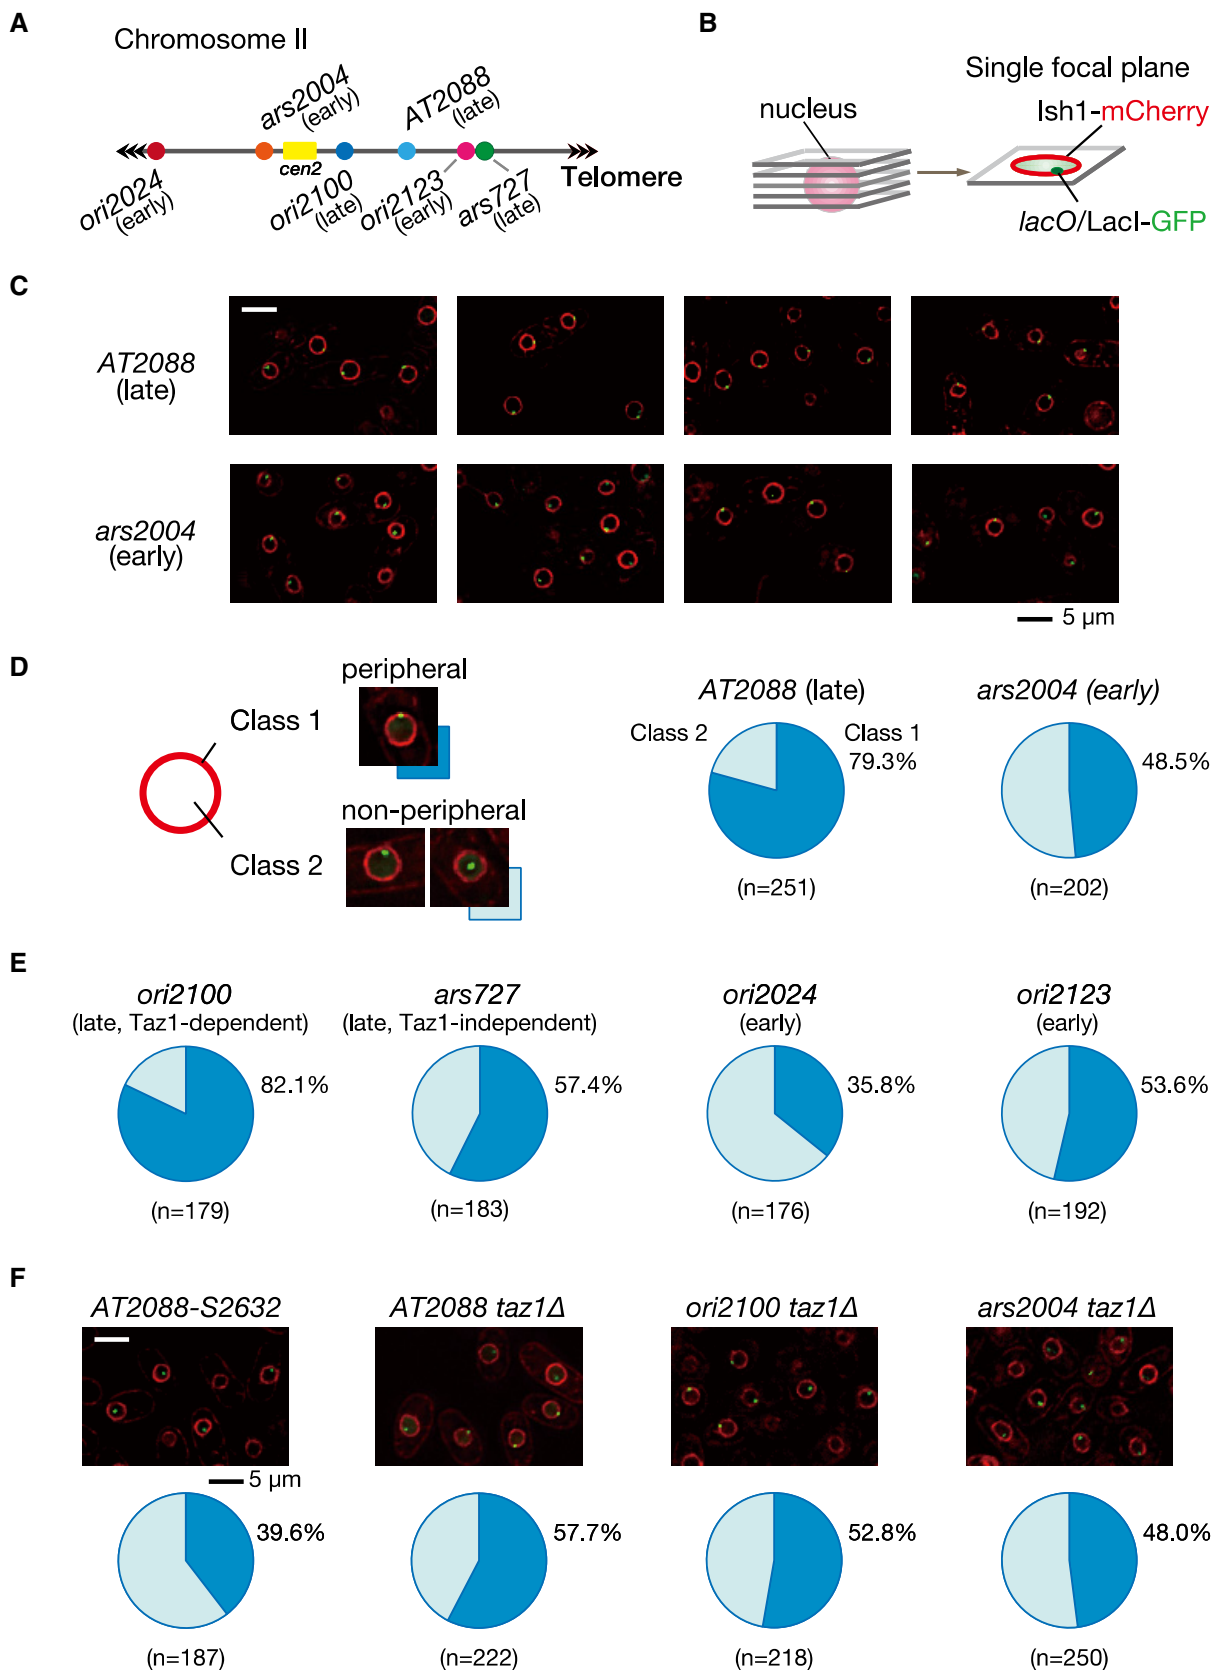 A
Chromosome II
ars2004
(early)
AT2088
(late)
cen2
Telomere
ori2024
(early)
ori2100
(late)
ori2123
(early)
ars727
(late)
B
Single focal plane
nucleus
Ish1-mCherry
lacO/LacI-GFP
C
AT2088
(late)
ars2004
(early)
5 μm
D
Class 1
Class 2
peripheral
non-peripheral
AT2088 (late)
Class 2
Class 1
79.3%
(n=251)
ars2004 (early)
48.5%
(n=202)
E
ori2100
(late, Taz1-dependent)
82.1%
(n=179)
ars727
(late, Taz1-independent)
57.4%
(n=183)
ori2024
(early)
35.8%
(n=176)
ori2123
(early)
53.6%
(n=192)
F
AT2088-S2632
5 μm
39.6%
(n=187)
AT2088 taz1Δ
57.7%
(n=222)
ori2100 taz1Δ
52.8%
(n=218)
ars2004 taz1Δ
48.0%
(n=250)